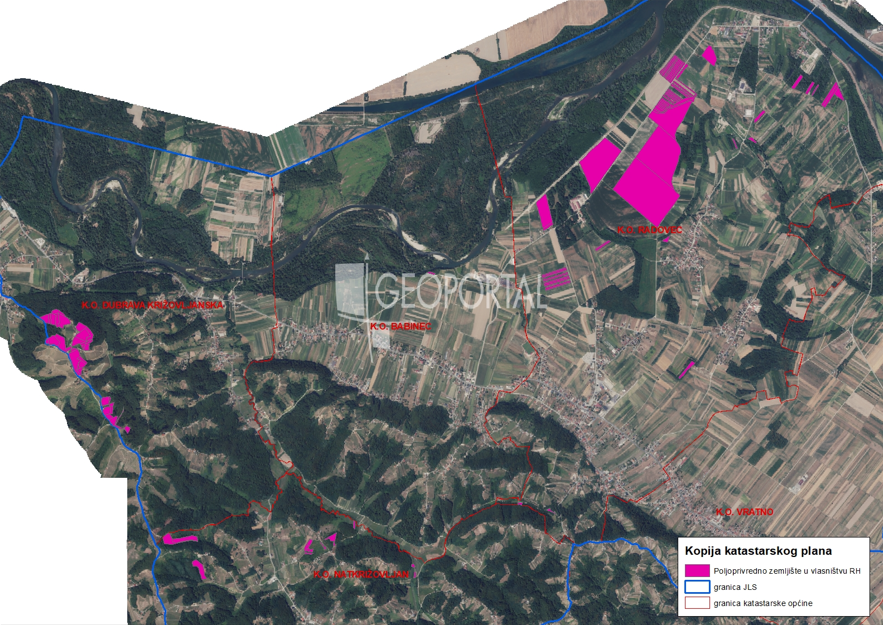 K.O. RADOVEC
K.O. DUBRAVA KRIŽOVLJANSKA
GEOPORTAL
K.O. BABINEC
K.O. VRATNO
Kopija katastarskog plana
Poljoprivredno zemljište u vlasništvu RH
granica JLS
granica katastarske općine